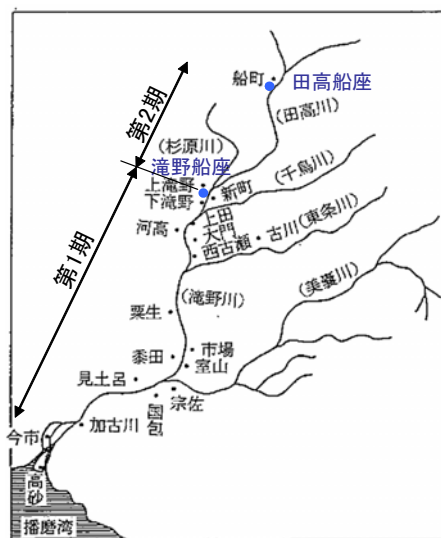 船町
田高船座
(田高川)
第2期
(杉原川)
滝野船座
(千鳥川)
上滝野
新町
下滝野
上田
河高
大門
古川
(東条川)
西古瀬
第1期
(美嚢川)
(滝野川)
粟生
市場
黍田
室山
見土呂
宗佐
国包
加古川
今市
高砂
播磨湾